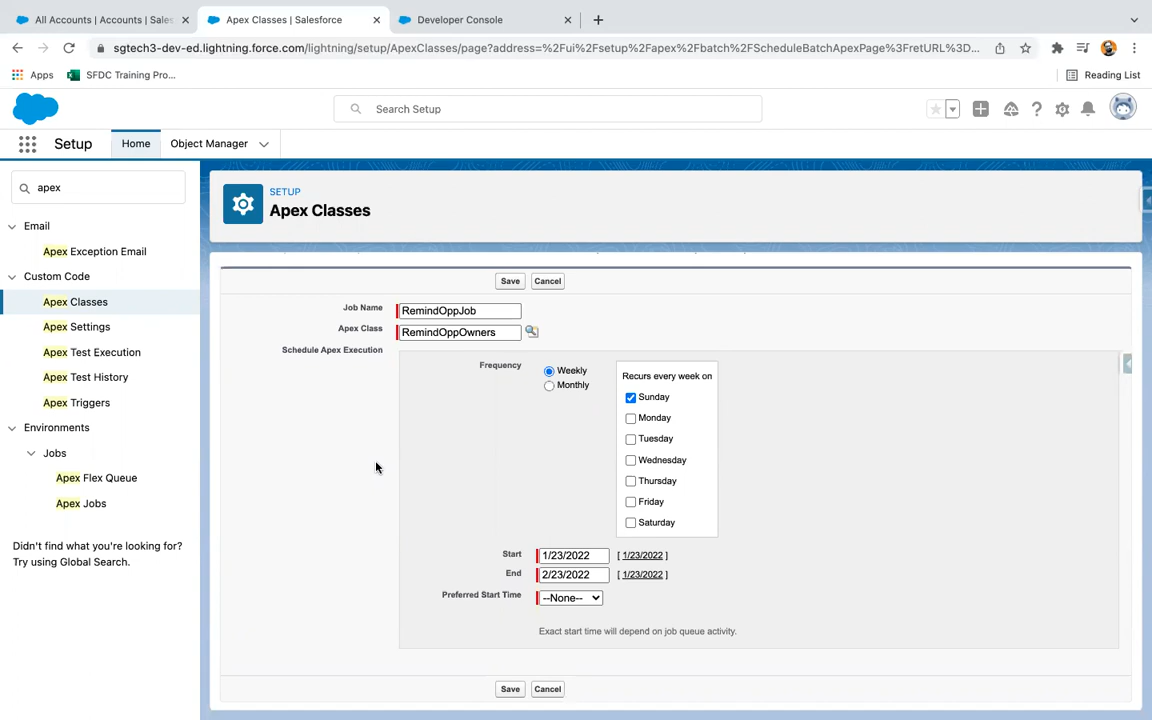 All Accounts | Accounts | Sales
Apex Classes | Salesforce
Developer Console
sgtech3-dev-ed.lightning.force.com/lightning/setup/ApexClasses/page?address=%2Fui%2Fsetup%2Fapex%2Fbatch%2FScheduleBatchApexPage%3FretURL%3D...
Apps
SFDC Training Pro...
Reading List
Search Setup
Setup
Home
Object Manager
apex
Email
Apex Exception Email
Custom Code
Apex Classes
Apex Settings
Apex Test Execution
Apex Test History
Apex Triggers
Environments
Jobs
Apex Flex Queue
Apex Jobs
Didn't find what you're looking for?
Try using Global Search.
SETUP
Apex Classes
Save Cancel
Job Name RemindOppJob
Apex Class RemindOppOwners
Schedule Apex Execution
Frequency
Weekly
Monthly
Recurs every week on
Sunday
Monday
Tuesday
Wednesday
Thursday
Friday
Saturday
Start 1/23/2022 [ 1/23/2022 ]
End 2/23/2022 [ 1/23/2022 ]
Preferred Start Time --None--
Exact start time will depend on job queue activity.
Save Cancel